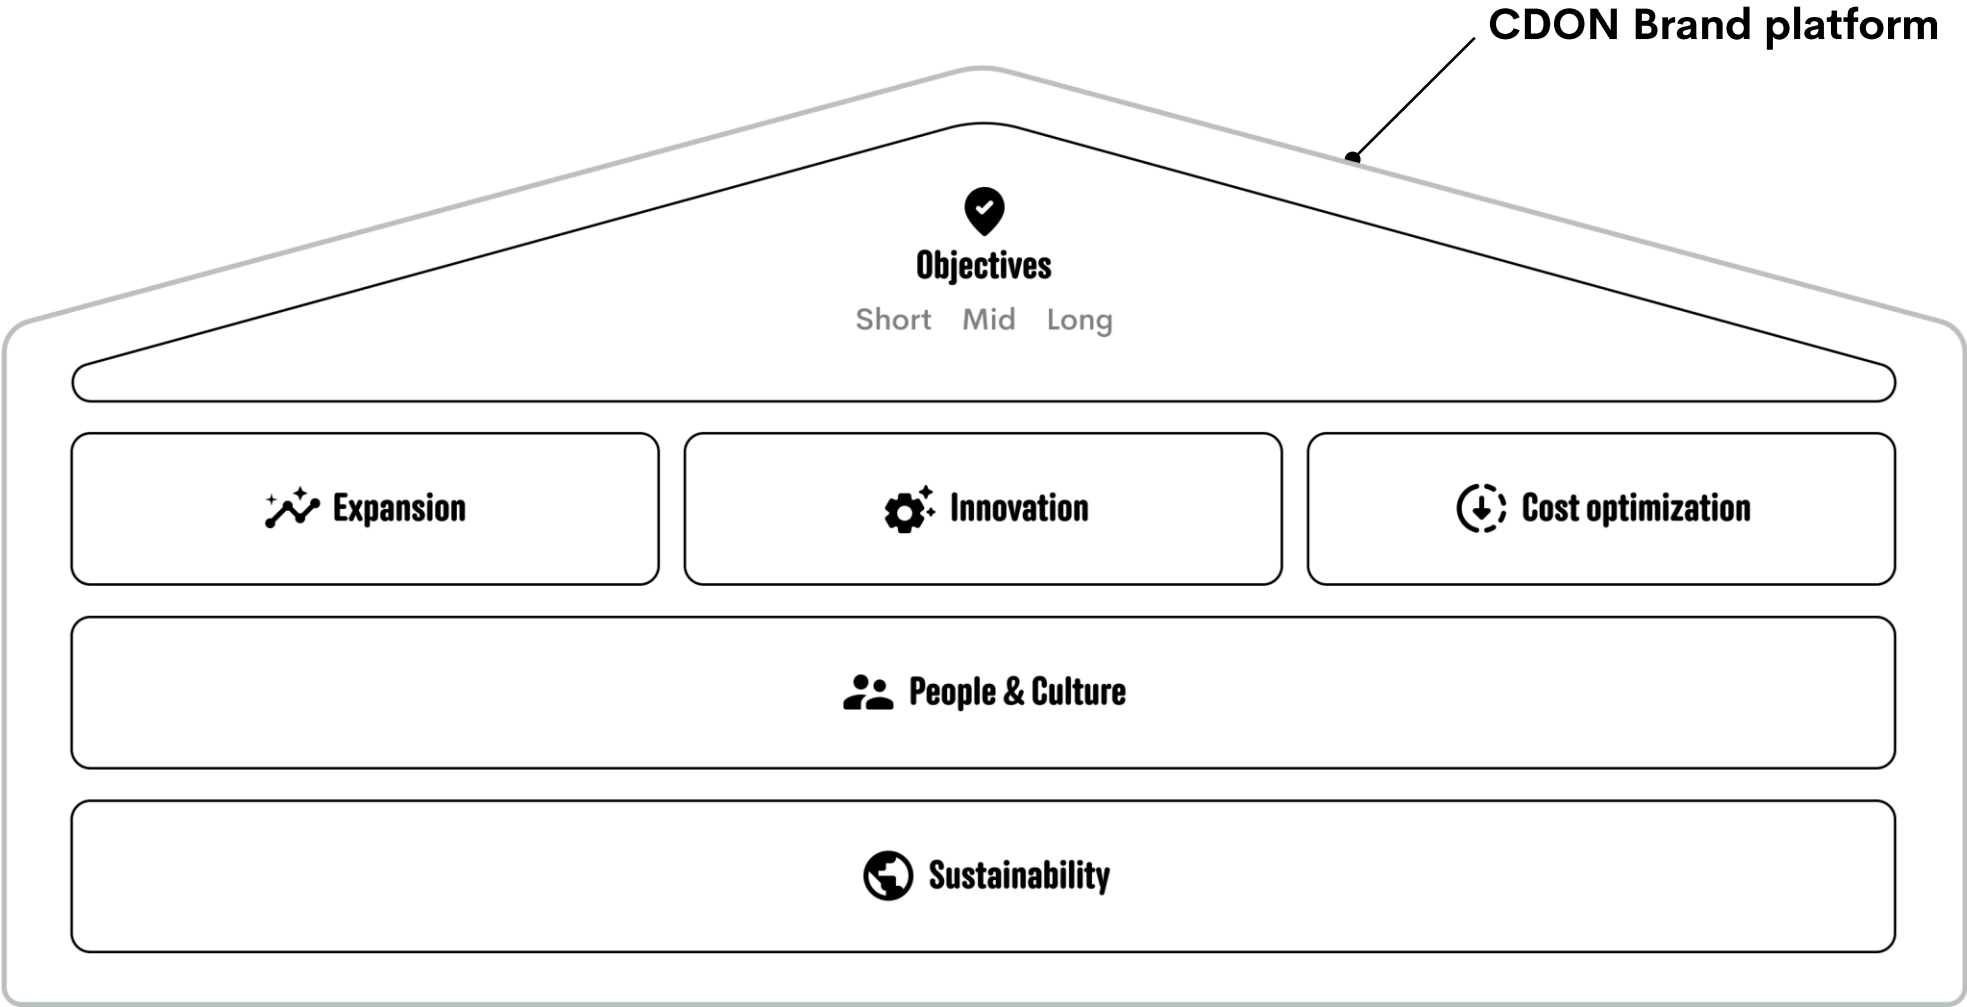 CDON Brand platform
Objectives
Short Mid Long
Expansion
Innovation
Cost optimization
People & Culture
Sustainability